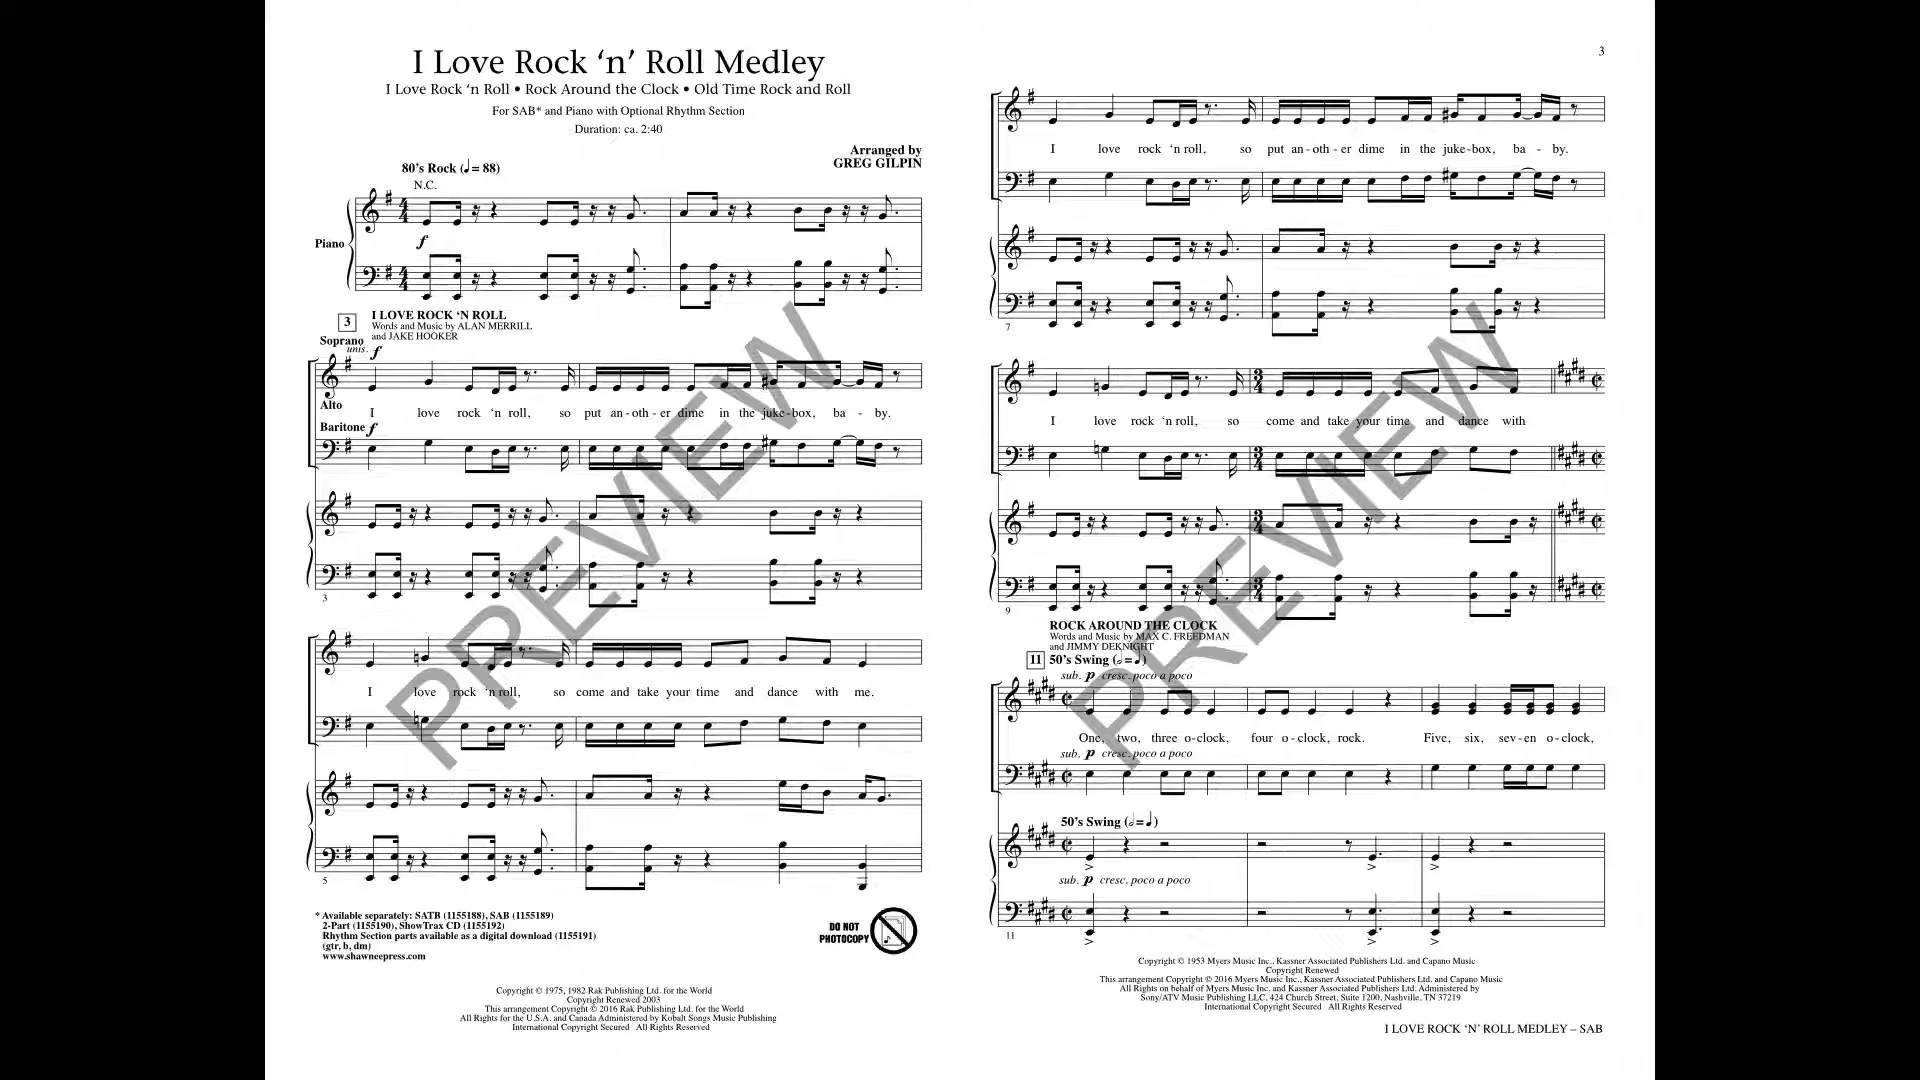 I Love Rock ‘n’ Roll Medley
I Love Rock ‘n Roll • Rock Around the Clock • Old Time Rock and Roll
For SAB* and Piano with Optional Rhythm Section
Duration: ca. 2:40
Arranged by
GREG GILPIN
80’s Rock (♩= 88)
N.C.
Piano
f
3
I LOVE ROCK ‘N ROLL
Words and Music by ALAN MERRILL
and JAKE HOOKER
Soprano
unis. f
Alto
I love rock ‘n roll, so put an-oth-er dime in the juke-box, ba - by.
Baritone f
3
I love rock ‘n roll, so come and take your time and dance with me.
5
* Available separately: SATB (1155188), SAB (1155189)
2-Part (1155190), ShowTrax CD (1155192)
Rhythm Section parts available as a digital download (1155191)
(gtr, b, dm)
www.shawneepress.com
DO NOT
PHOTOCOPY
Copyright © 1975, 1982 Rak Publishing Ltd. for the World
Copyright Renewed 2003
This arrangement Copyright © 2016 Rak Publishing Ltd. for the World
All Rights for the U.S.A. and Canada Administered by Kobalt Songs Music Publishing
International Copyright Secured All Rights Reserved
PREVIEW
3
I love rock ‘n roll, so put an-oth-er dime in the juke-box, ba - by.
7
I love rock ‘n roll, so come and take your time and dance with
9
ROCK AROUND THE CLOCK
Words and Music by MAX C. FREEDMAN
and JIMMY DEKNIGHT
11 50’s Swing (𝅗𝅥=♩)
sub. p cresc. poco a poco
One, two, three o-clock, four o-clock, rock. Five, six, sev-en o-clock,
sub. p cresc. poco a poco
50’s Swing (𝅗𝅥=♩)
sub. p cresc. poco a poco
11
Copyright © 1953 Myers Music Inc., Kassner Associated Publishers Ltd. and Capano Music
Copyright Renewed
This arrangement Copyright © 2016 Myers Music Inc., Kassner Associated Publishers Ltd. and Capano Music
All Rights on behalf of Myers Music Inc. and Kassner Associated Publishers Ltd. Administered by
Sony/ATV Music Publishing LLC, 424 Church Street, Suite 1200, Nashville, TN 37219
International Copyright Secured All Rights Reserved
I LOVE ROCK ‘N’ ROLL MEDLEY – SAB
PREVIEW